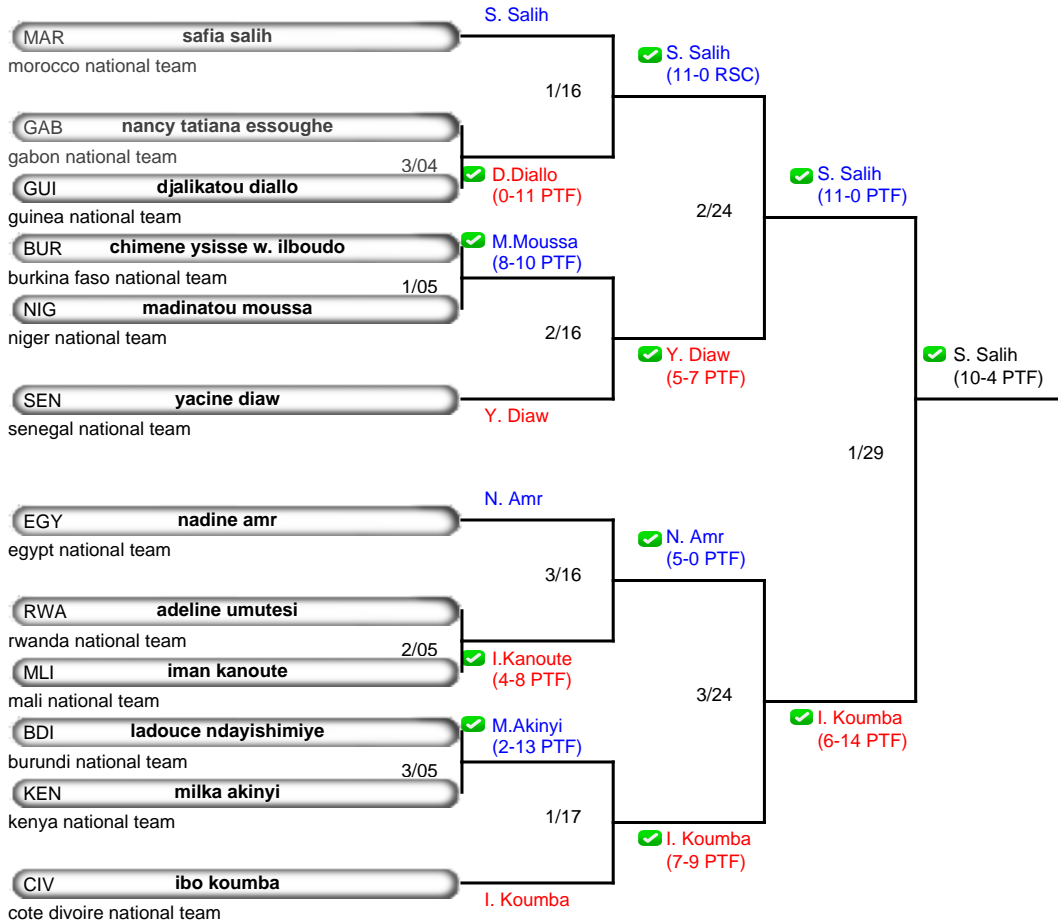 S. Salih
MAR safia salih
morocco national team
S. Salih
(11-0 RSC)
1/16
GAB nancy tatiana essoughe
gabon national team
3/04
D.Diallo
(0-11 PTF)
GUI djalikatou diallo
guinea national team
S. Salih
(11-0 PTF)
2/24
BUR chimene ysisse w. ilboudo
burkina faso national team
M.Moussa
(8-10 PTF)
1/05
NIG madinatou moussa
niger national team
2/16
Y. Diaw
(5-7 PTF)
S. Salih
(10-4 PTF)
SEN yacine diaw
senegal national team
Y. Diaw
1/29
N. Amr
EGY nadine amr
egypt national team
N. Amr
(5-0 PTF)
3/16
RWA adeline umutesi
rwanda national team
2/05
I.Kanoute
(4-8 PTF)
MLI iman kanoute
mali national team
3/24
I. Koumba
(6-14 PTF)
BDI ladouce ndayishimiye
burundi national team
M.Akinyi
(2-13 PTF)
3/05
KEN milka akinyi
kenya national team
1/17
I. Koumba
(7-9 PTF)
CIV ibo koumba
cote divoire national team
I. Koumba